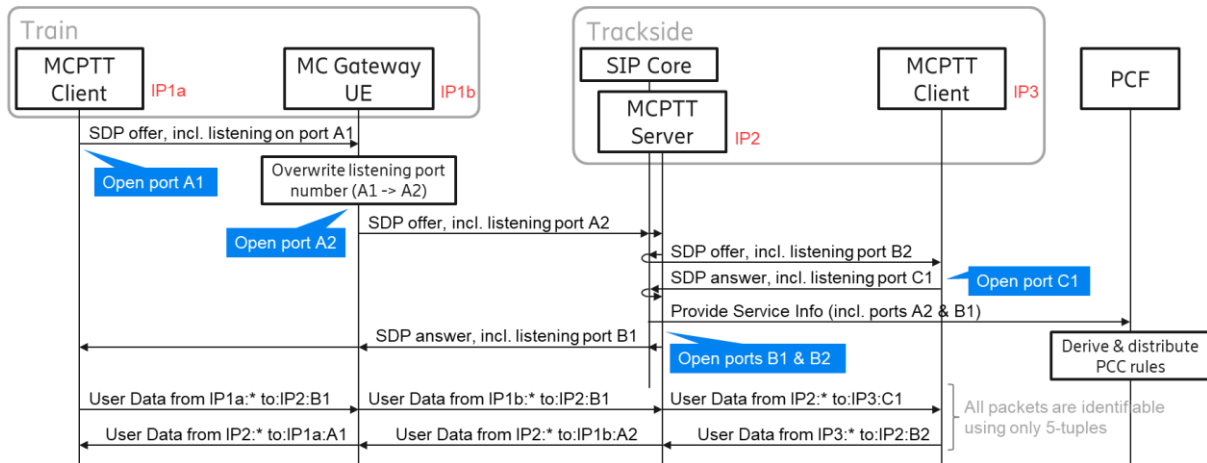 Train
Trackside
MCPTT
Client
IP1a
MC Gateway
UE
IP1b
SIP Core
MCPTT
Server
IP2
MCPTT
Client
IP3
PCF
SDP offer, incl. listening on port A1
Open port A1
Overwrite listening port
number (A1 -> A2)
Open port A2
SDP offer, incl. listening port A2
SDP offer, incl. listening port B2
SDP answer, incl. listening port C1
Open port C1
Provide Service Info (incl. ports A2 & B1)
SDP answer, incl. listening port B1
Open ports B1 & B2
Derive & distribute
PCC rules
User Data from IP1a:* to:IP2:B1
User Data from IP1b:* to:IP2:B1
User Data from IP2:* to:IP3:C1
User Data from IP2:* to:IP1a:A1
User Data from IP2:* to:IP1b:A2
User Data from IP3:* to:IP2:B2
All packets are identifiable
using only 5-tuples